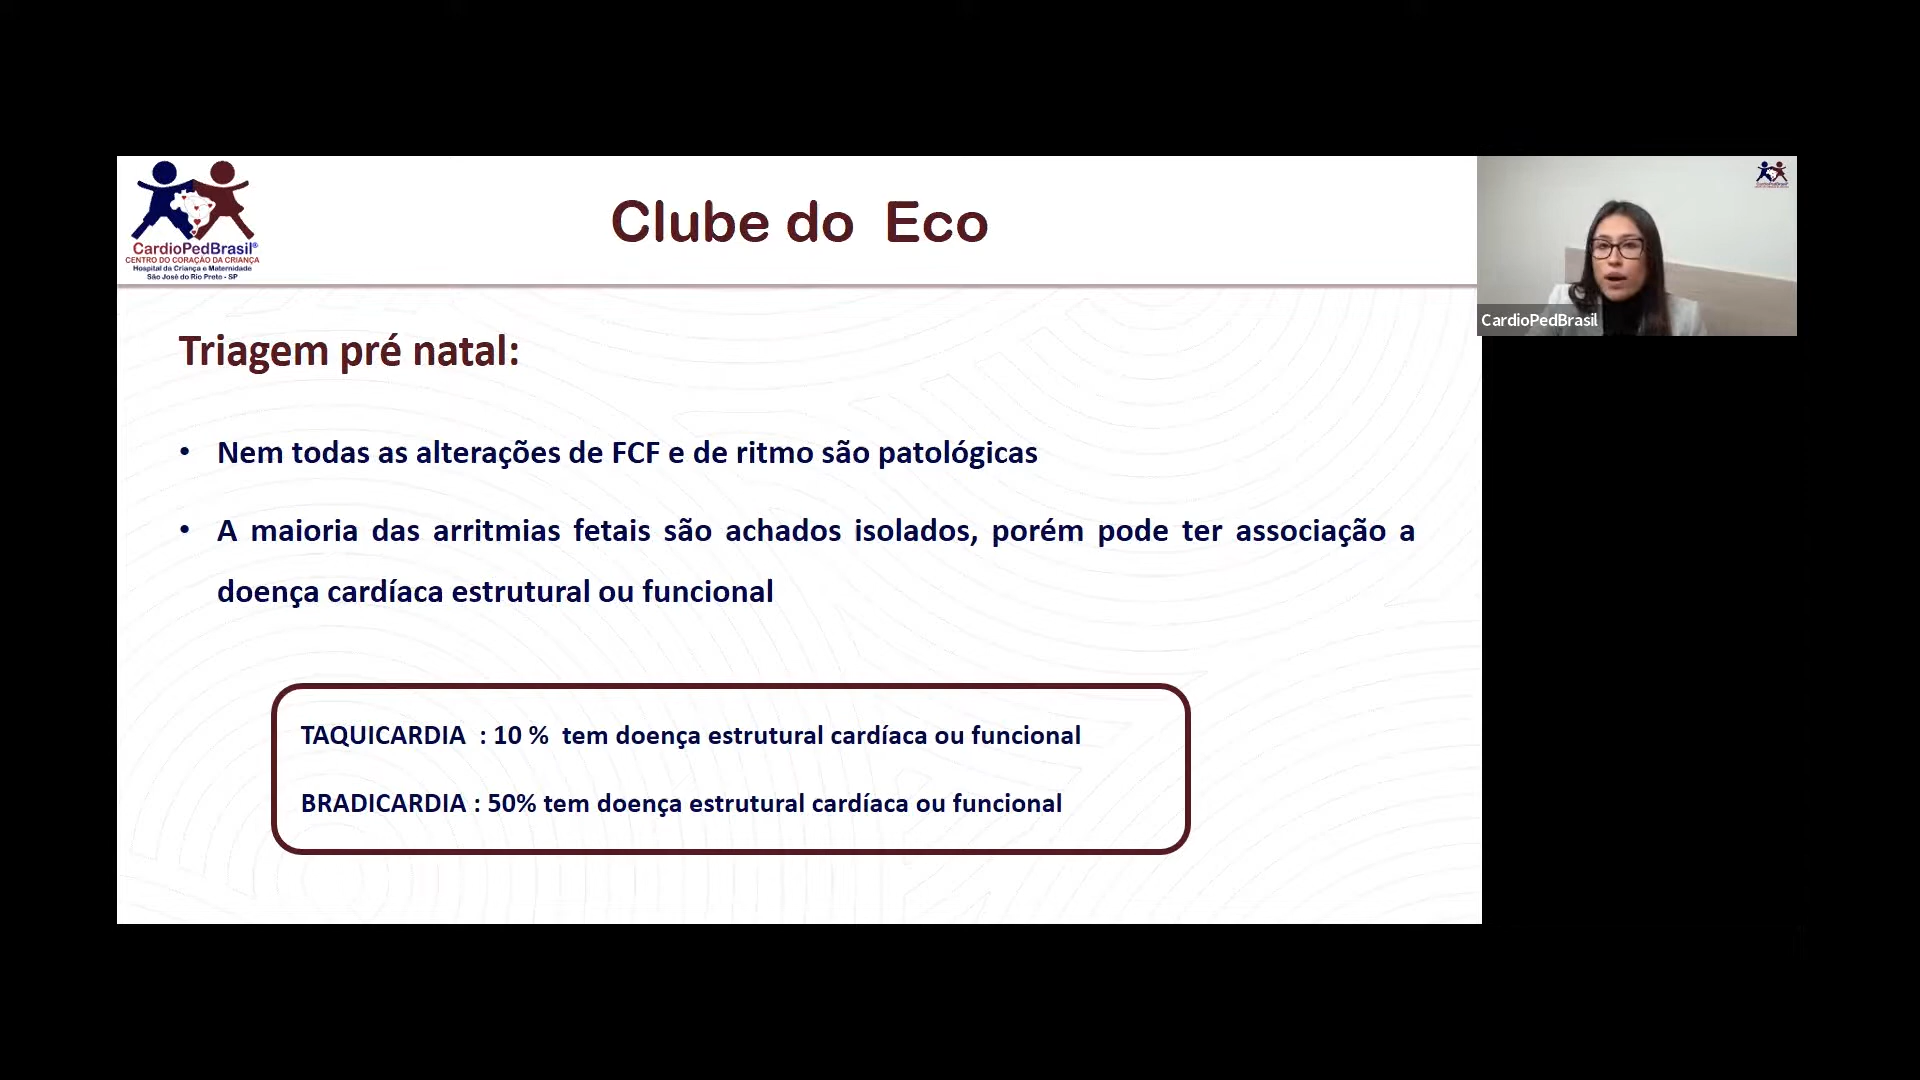 CardioPedBrasil®
CENTRO DO CORAÇÃO DA CRIANÇA
Hospital da Criança e Maternidade
São José do Rio Preto - SP
Clube do  Eco
CardioPedBrasil
Triagem pré natal:
• Nem todas as alterações de FCF e de ritmo são patológicas
• A maioria das arritmias fetais são achados isolados, porém pode ter associação a
doença cardíaca estrutural ou funcional
TAQUICARDIA  : 10 %  tem doença estrutural cardíaca ou funcional
BRADICARDIA : 50% tem doença estrutural cardíaca ou funcional